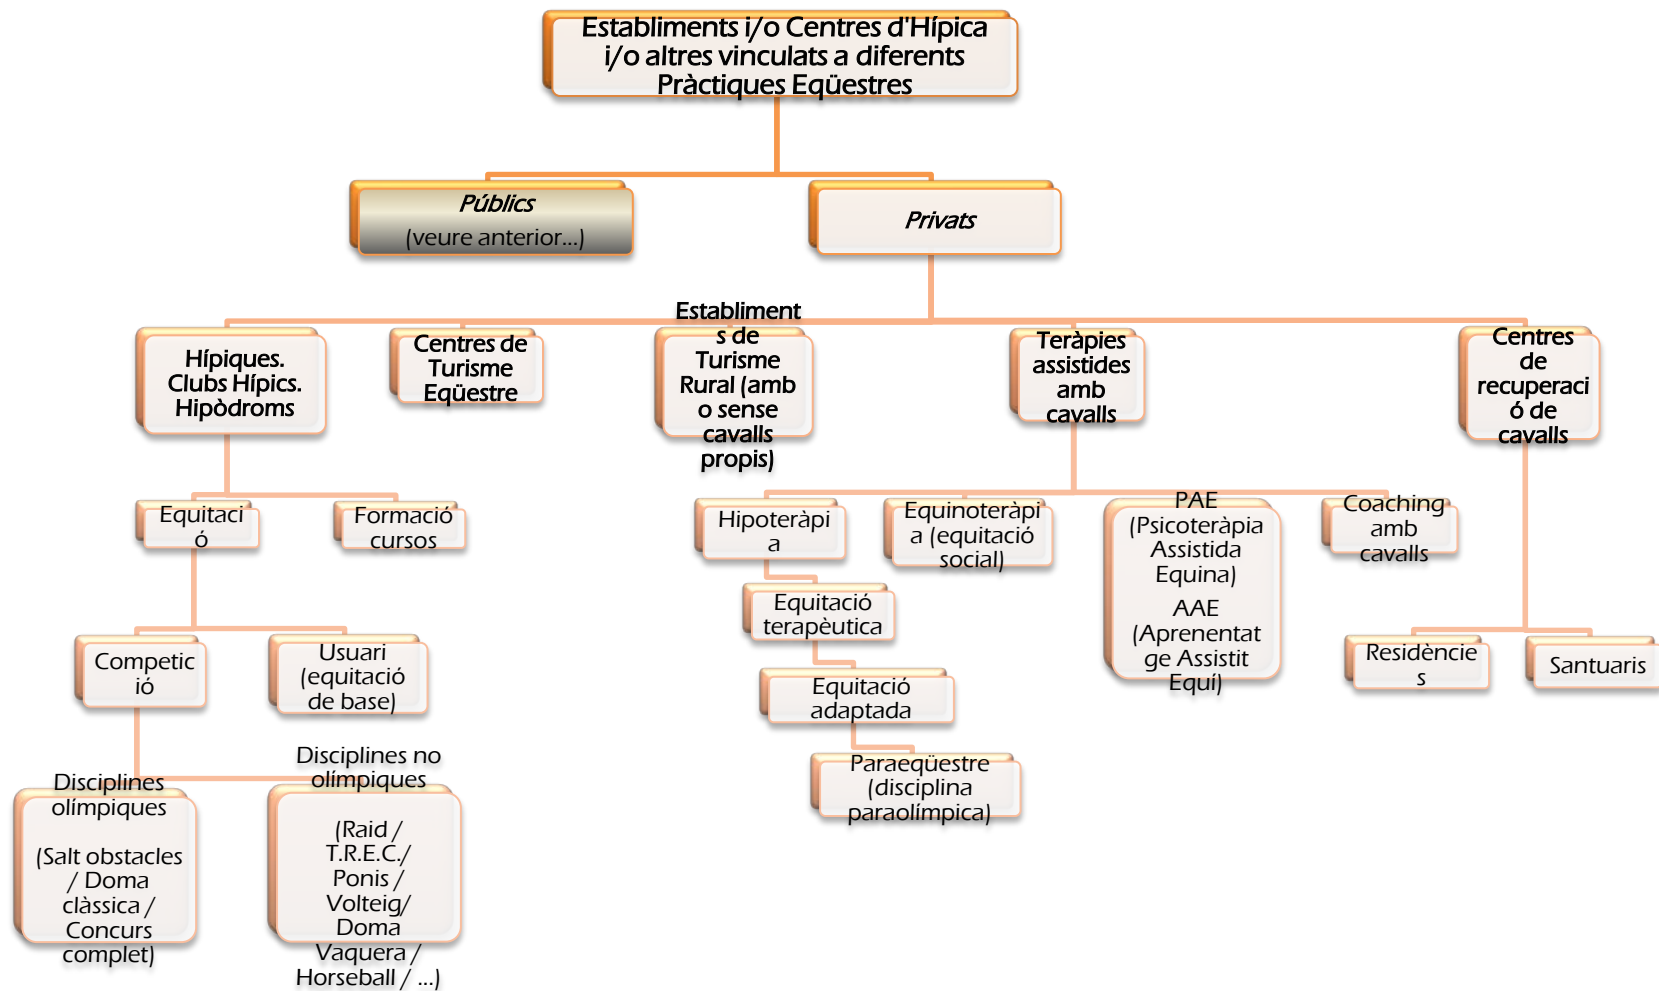 Establiments i/o Centres d'Hípica
i/o altres vinculats a diferents
Pràctiques Eqüestres
Públics
(veure anterior...)
Privats
Hípiques.
Clubs Hípics.
Hipòdroms
Centres de
Turisme
Eqüestre
Establiment
s de
Turisme
Rural (amb
o sense
cavalls
propis)
Teràpies
assistides
amb
cavalls
Centres
de
recuperaci
ó de
cavalls
Equitaci
ó
Formació
cursos
Hipoteràpi
a
Equinoteràpi
a (equitació
social)
PAE
(Psicoteràpia
Assistida
Equina)
AAE
(Aprenentat
ge Assistit
Equí)
Coaching
amb
cavalls
Equitació
terapèutica
Competic
ió
Usuari
(equitació
de base)
Residèncie
s
Santuaris
Equitació
adaptada
Paraeqüestre
(disciplina
paraolímpica)
Disciplines
olímpiques
(Salt obstacles
/ Doma
clàssica /
Concurs
complet)
Disciplines no
olímpiques
(Raid /
T.R.E.C./
Ponis /
Volteig/
Doma
Vaquera /
Horseball / ...)